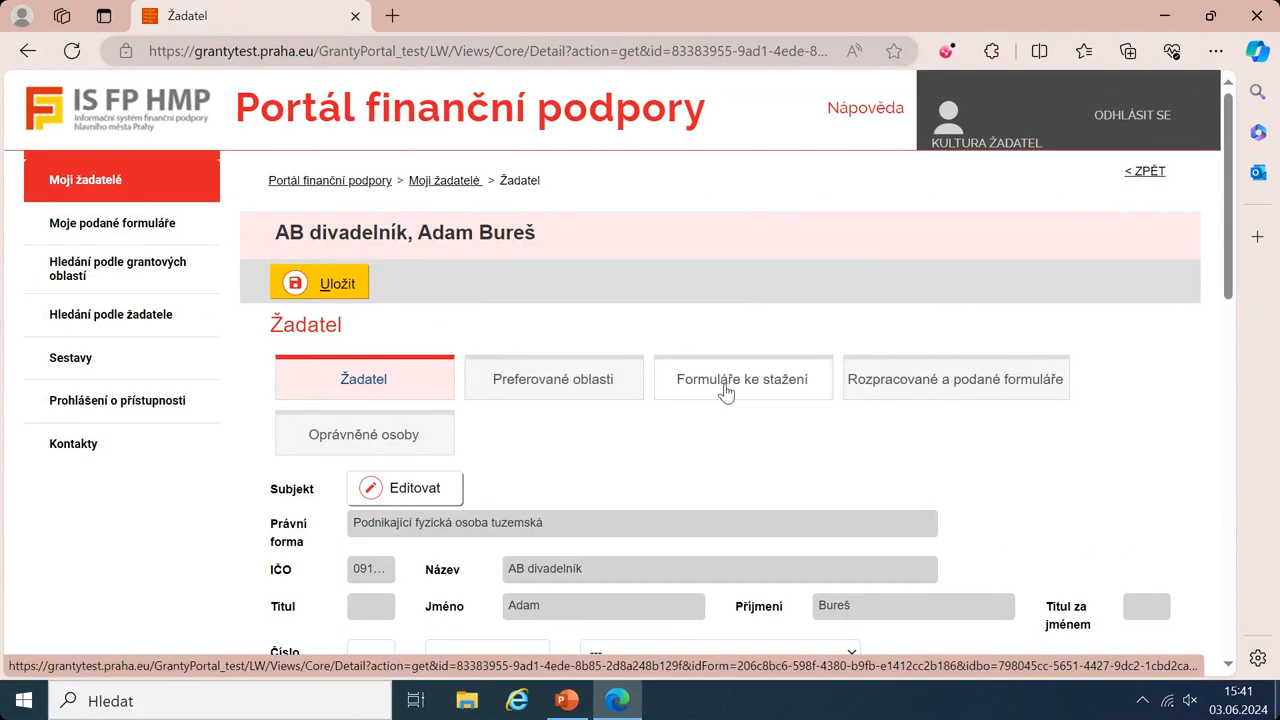 Žadatel
https://grantytest.praha.eu/GrantyPortal_test/LW/Views/Core/Detail?action=get&id=83383955-9ad1-4ede-8...
IS FP HMP
Informační systém finanční podpory
hlavního města Prahy
Portál finanční podpory
Nápověda
KULTURA ŽADATEL
ODHLÁSIT SE
Moji žadatelé
Moje podané formuláře
Hledání podle grantových
oblastí
Hledání podle žadatele
Sestavy
Prohlášení o přístupnosti
Kontakty
Portál finanční podpory > Moji žadatelé > Žadatel
< ZPĚT
AB divadelník, Adam Bureš
Uložit
Žadatel
Žadatel
Preferované oblasti
Formuláře ke stažení
Rozpracované a podané formuláře
Oprávněné osoby
Subjekt
Editovat
Právní
forma
Podnikající fyzická osoba tuzemská
IČO
091...
Název
AB divadelník
Titul
Jméno
Adam
Příjmení
Bureš
Titul za
jménem
Číslo
---
https://grantytest.praha.eu/GrantyPortal_test/LW/Views/Core/Detail?action=get&id=83383955-9ad1-4ede-8b85-2d8a248b129f&idForm=206c8bc6-598f-4380-b9fb-e1412cc2b186&idbo=798045cc-5651-4427-9dc2-1cbd2ca...
Hledat
15:41
03.06.2024